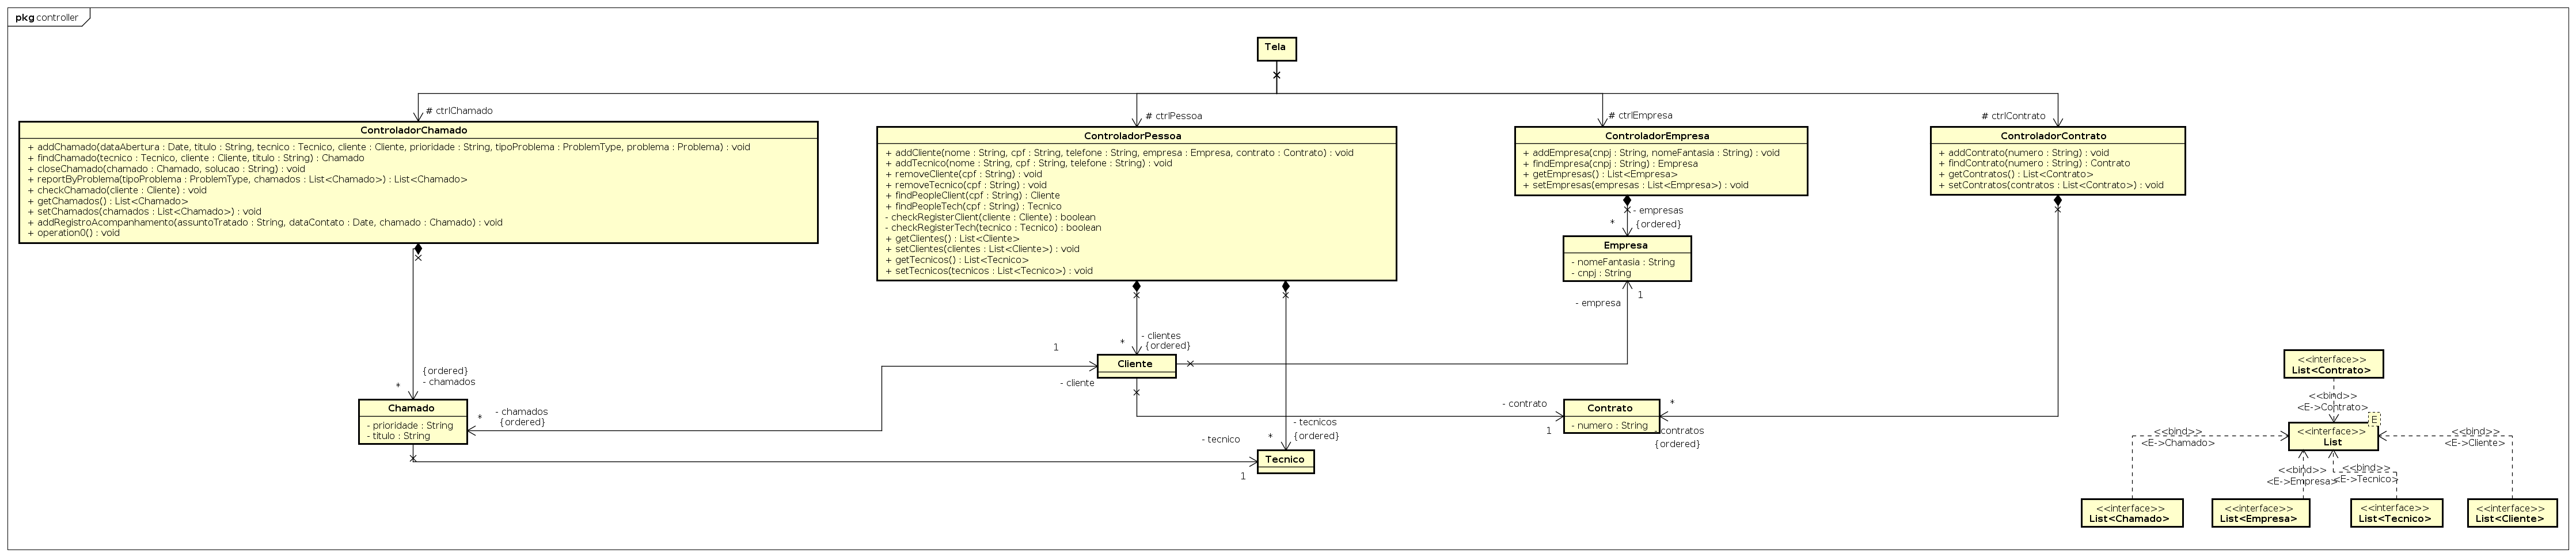 pkg controller
Tela
# ctrlChamado
# ctrlPessoa
# ctrlEmpresa
# ctrlContrato
ControladorChamado
+ addChamado(dataAbertura : Date, titulo : String, tecnico : Tecnico, cliente : Cliente, prioridade : String, tipoProblema : ProblemType, problema : Problema) : void
+ findChamado(tecnico : Tecnico, cliente : Cliente, titulo : String) : Chamado
+ closeChamado(chamado : Chamado, solucao : String) : void
+ reportByProblema(tipoProblema : ProblemType, chamados : List<Chamado>) : List<Chamado>
+ checkChamado(cliente : Cliente) : void
+ getChamados() : List<Chamado>
+ setChamados(chamados : List<Chamado>) : void
+ addRegistroAcompanhamento(assuntoTratado : String, dataContato : Date, chamado : Chamado) : void
+ operation0() : void
ControladorPessoa
+ addCliente(nome : String, cpf : String, telefone : String, empresa : Empresa, contrato : Contrato) : void
+ addTecnico(nome : String, cpf : String, telefone : String) : void
+ removeCliente(cpf : String) : void
+ removeTecnico(cpf : String) : void
+ findPeopleClient(cpf : String) : Cliente
+ findPeopleTech(cpf : String) : Tecnico
- checkRegisterClient(cliente : Cliente) : boolean
- checkRegisterTech(tecnico : Tecnico) : boolean
+ getClientes() : List<Cliente>
+ setClientes(clientes : List<Cliente>) : void
+ getTecnicos() : List<Tecnico>
+ setTecnicos(tecnicos : List<Tecnico>) : void
ControladorEmpresa
+ addEmpresa(cnpj : String, nomeFantasia : String) : void
+ findEmpresa(cnpj : String) : Empresa
+ getEmpresas() : List<Empresa>
+ setEmpresas(empresas : List<Empresa>) : void
ControladorContrato
+ addContrato(numero : String) : void
+ findContrato(numero : String) : Contrato
+ getContratos() : List<Contrato>
+ setContratos(contratos : List<Contrato>) : void
- empresas
*
{ordered}
Empresa
- nomeFantasia : String
- cnpj : String
1
- empresa
- clientes
*
{ordered}
1
Cliente
- cliente
{ordered}
- chamados
*
Chamado
- prioridade : String
- titulo : String
- chamados
*
{ordered}
- contrato
1
Contrato
- numero : String
*
- contratos
{ordered}
- tecnicos
{ordered}
*
- tecnico
1
Tecnico
<<interface>>
List<Contrato>
<<bind>>
<E->Contrato>
E
<<interface>>
List
<<bind>>
<E->Chamado>
<<bind>>
<E->Cliente>
<<bind>>
<E->Empresa>
<<bind>>
<E->Tecnico>
<<interface>>
List<Chamado>
<<interface>>
List<Empresa>
<<interface>>
List<Tecnico>
<<interface>>
List<Cliente>